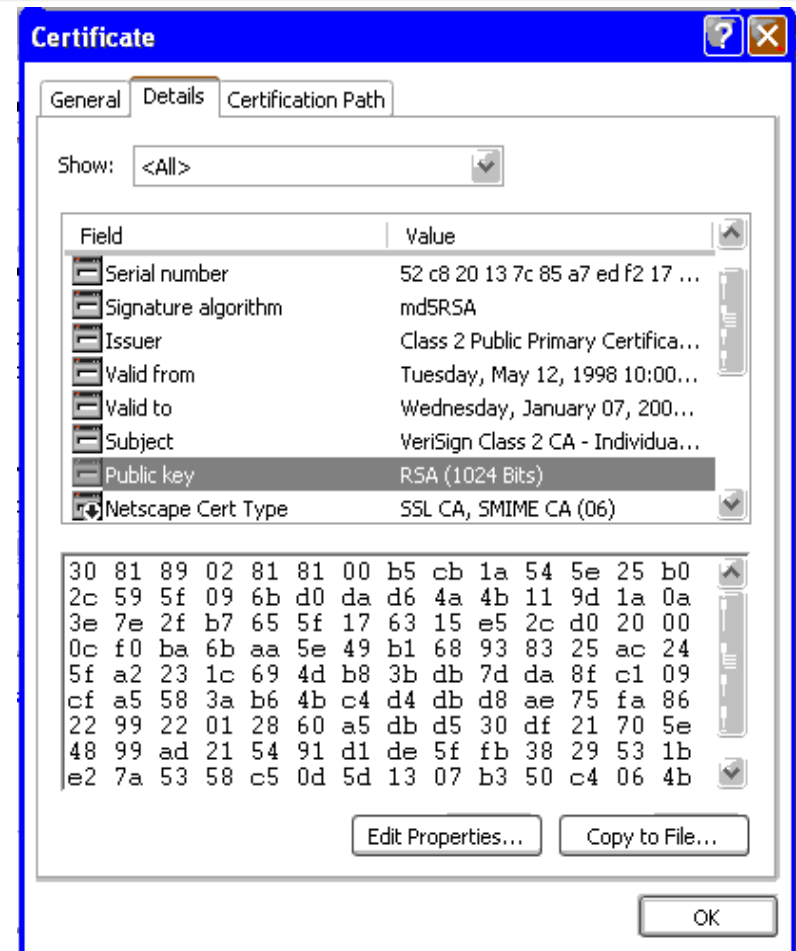 Certificate
General Details Certification Path
Show: <All>
Field Value
Serial number 52 c8 20 13 7c 85 a7 ed f2 17 ...
Signature algorithm md5RSA
Issuer Class 2 Public Primary Certifica...
Valid from Tuesday, May 12, 1998 10:00...
Valid to Wednesday, January 07, 200...
Subject VeriSign Class 2 CA - Individua...
Public key RSA (1024 Bits)
Netscape Cert Type SSL CA, SMIME CA (06)
30 81 89 02 81 81 00 b5 cb 1a 54 5e 25 b0
2c 59 5f 09 6b d0 da d6 4a 4b 11 9d 1a 0a
3e 7e 2f b7 65 5f 17 63 15 e5 2c d0 20 00
0c f0 ba 6b aa 5e 49 b1 68 93 83 25 ac 24
5f a2 23 1c 69 4d b8 3b db 7d da 8f c1 09
cf a5 58 3a b6 4b c4 d4 db d8 ae 75 fa 86
22 99 22 01 28 60 a5 db d5 30 df 21 70 5e
48 99 ad 21 54 91 d1 de 5f fb 38 29 53 1b
e2 7a 53 58 c5 0d 5d 13 07 b3 50 c4 06 4b
Edit Properties... Copy to File...
OK